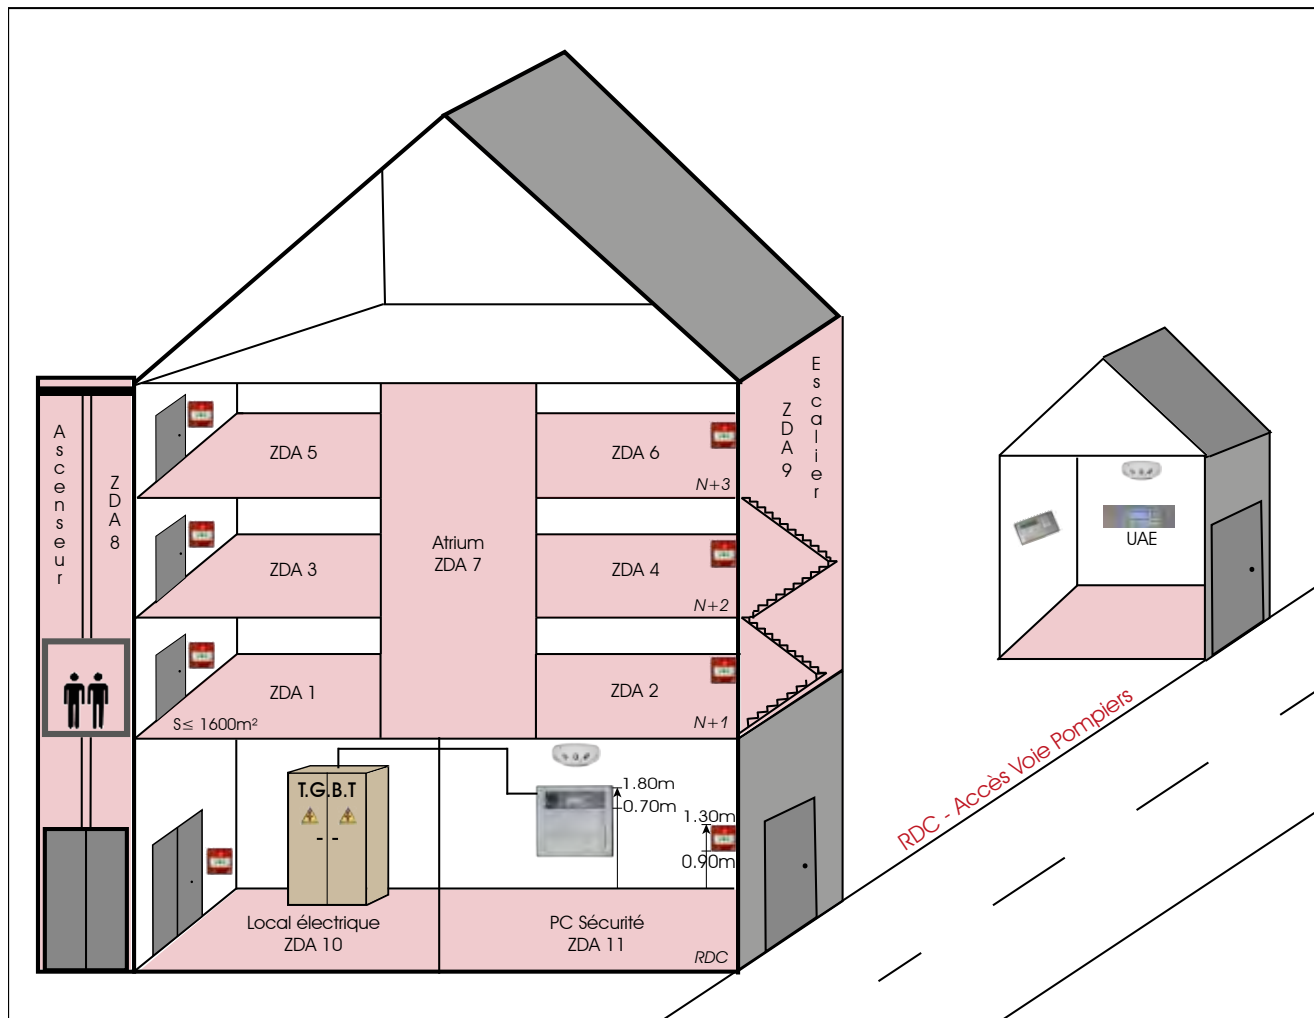 Ascenseur
ZDA 8
ZDA 5
ZDA 6
N+3
Escalier
ZDA 9
Atrium
ZDA 7
ZDA 3
ZDA 4
N+2
ZDA 1
S≤ 1600m²
ZDA 2
N+1
T.G.B.T
1.80m
0.70m
1.30m
0.90m
Local électrique
ZDA 10
PC Sécurité
ZDA 11
RDC
UAE
RDC - Accès Voie Pompiers